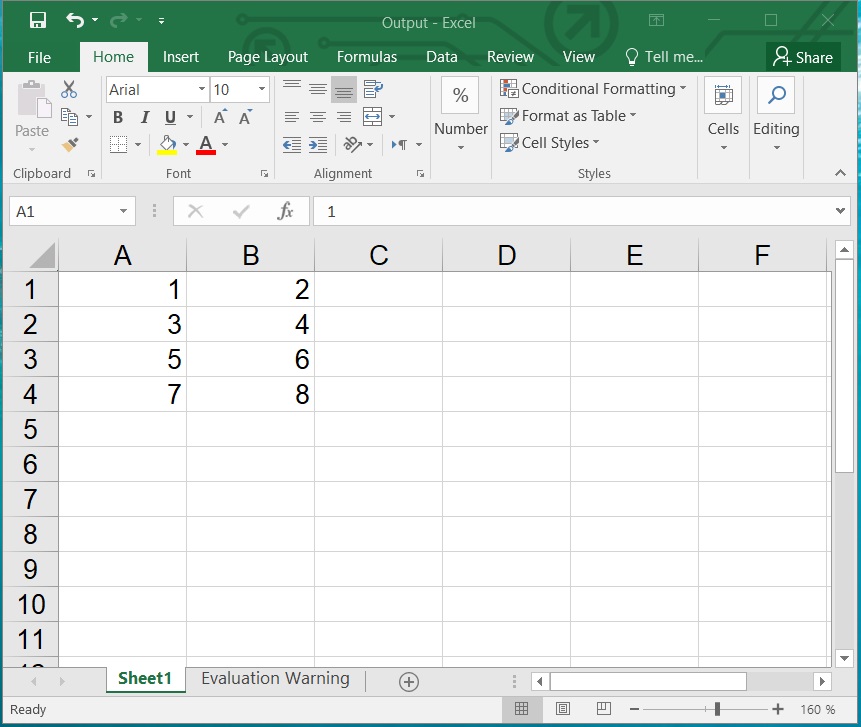 Output - Excel
File Home Insert Page Layout Formulas Data Review View Tell me... Share
Arial 10 % Conditional Formatting
Paste B I U A A Number Format as Table Cells Editing
A Cell Styles
Clipboard Font Alignment Styles
A1 fx 1
A B C D E F
1 1 2
2 3 4
3 5 6
4 7 8
5
6
7
8
9
10
11
Sheet1 Evaluation Warning
Ready 160 %